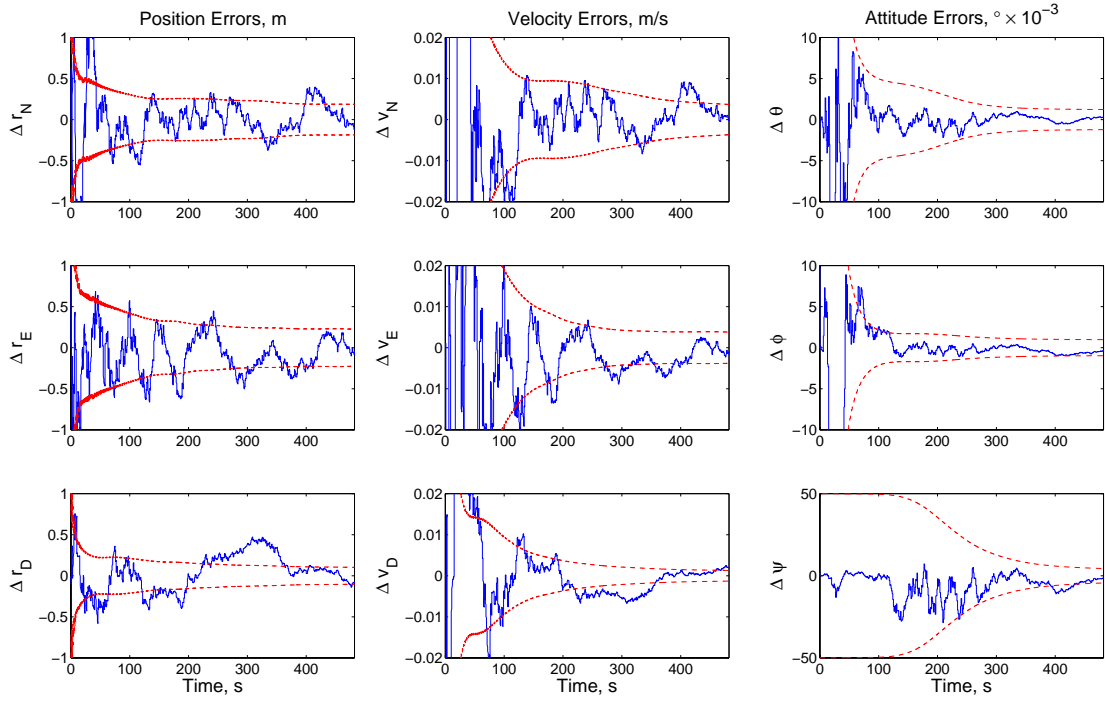 Position Errors, m
Velocity Errors, m/s
Attitude Errors, ° × 10⁻³
Δ r_N
1
0.5
0
−0.5
−1
0 100 200 300 400
Δ v_N
0.02
0.01
0
−0.01
−0.02
0 100 200 300 400
Δ θ
10
5
0
−5
−10
0 100 200 300 400
Δ r_E
1
0.5
0
−0.5
−1
0 100 200 300 400
Δ v_E
0.02
0.01
0
−0.01
−0.02
0 100 200 300 400
Δ ϕ
10
5
0
−5
−10
0 100 200 300 400
Δ r_D
1
0.5
0
−0.5
−1
0 100 200 300 400
Time, s
Δ v_D
0.02
0.01
0
−0.01
−0.02
0 100 200 300 400
Time, s
Δ ψ
50
0
−50
0 100 200 300 400
Time, s